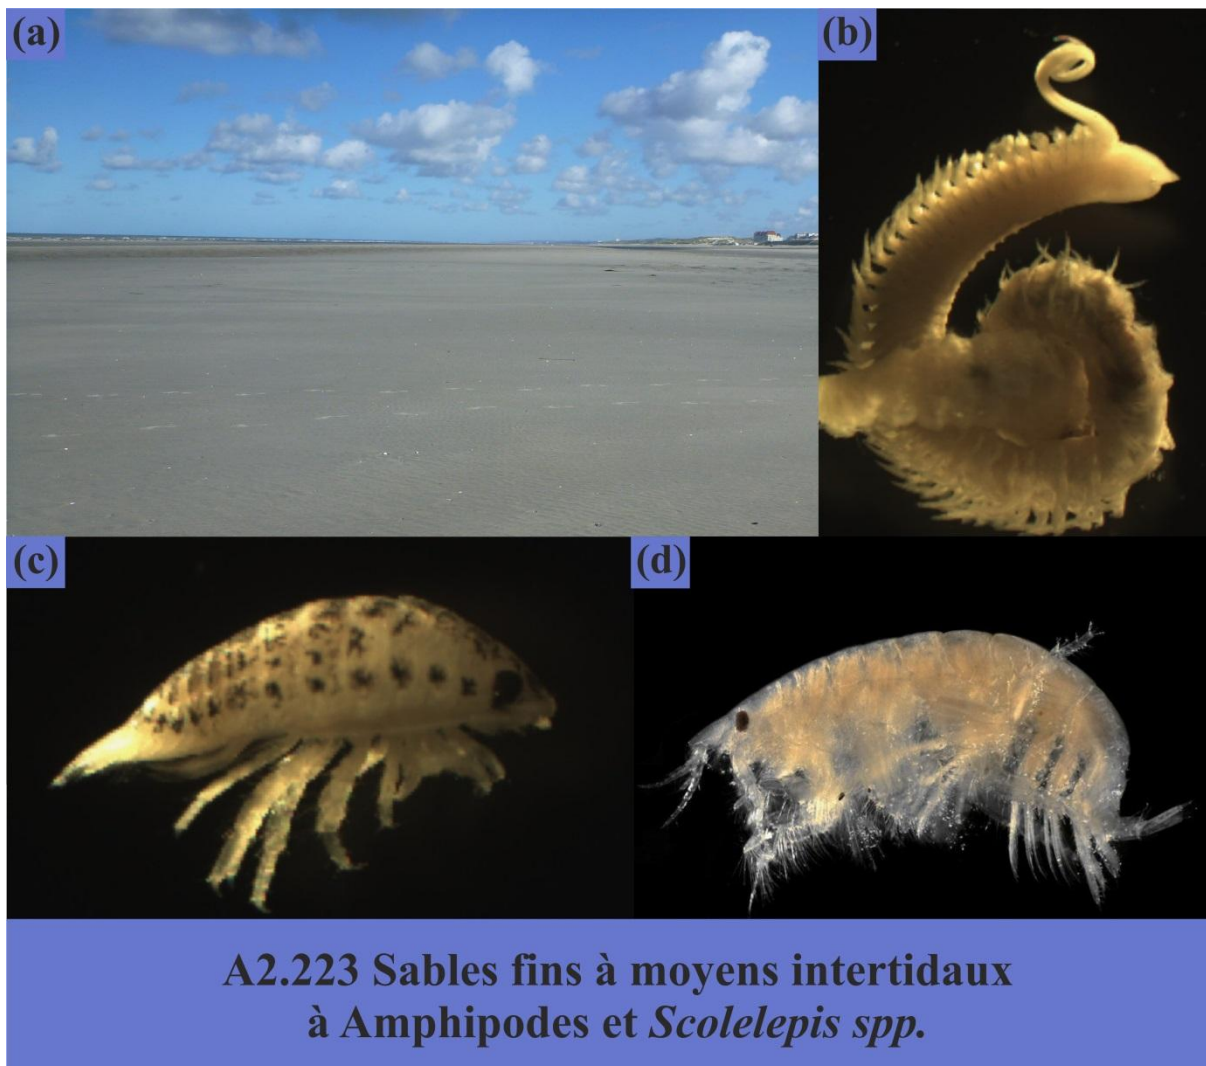 (a)
(b)
(c)
(d)
A2.223 Sables fins à moyens intertidaux
à Amphipodes et Scolelepis spp.